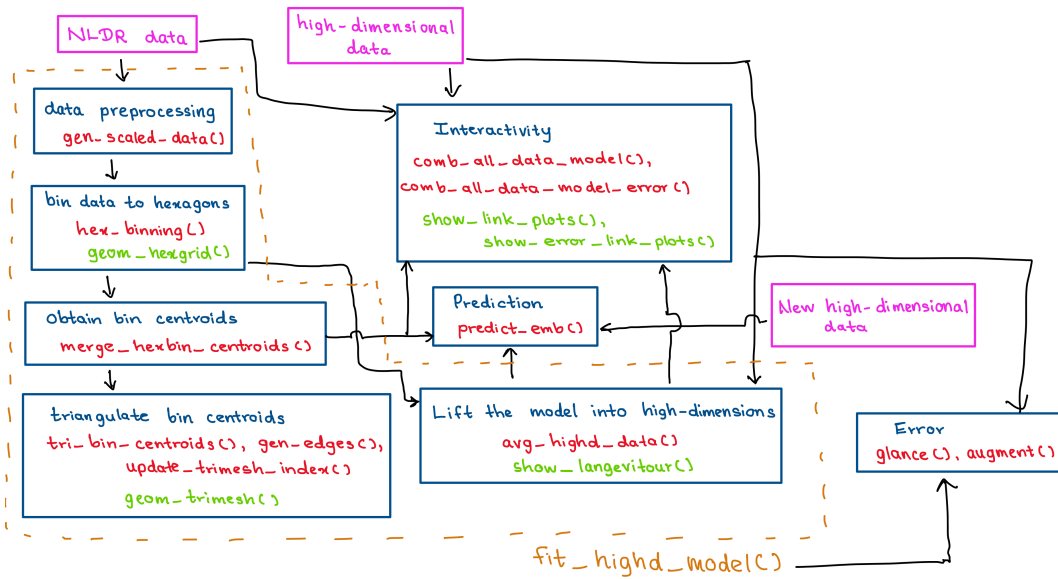 NLDR data
high-dimensional
data
data preprocessing
gen_scaled_data()
Interactivity
comb_all_data_model(),
comb_all_data_model_error()
show_link_plots(),
show_error_link_plots()
bin data to hexagons
hex_binning()
geom_hexgrid()
Obtain bin centroids
merge_hexbin_centroids()
Prediction
predict_emb()
New high-dimensional
data
triangulate bin centroids
tri_bin_centroids(), gen_edges(),
update_trimesh_index()
geom_trimesh()
Lift the model into high-dimensions
avg_highd_data()
show_langevitour()
Error
glance(), augment()
fit_highd_model()